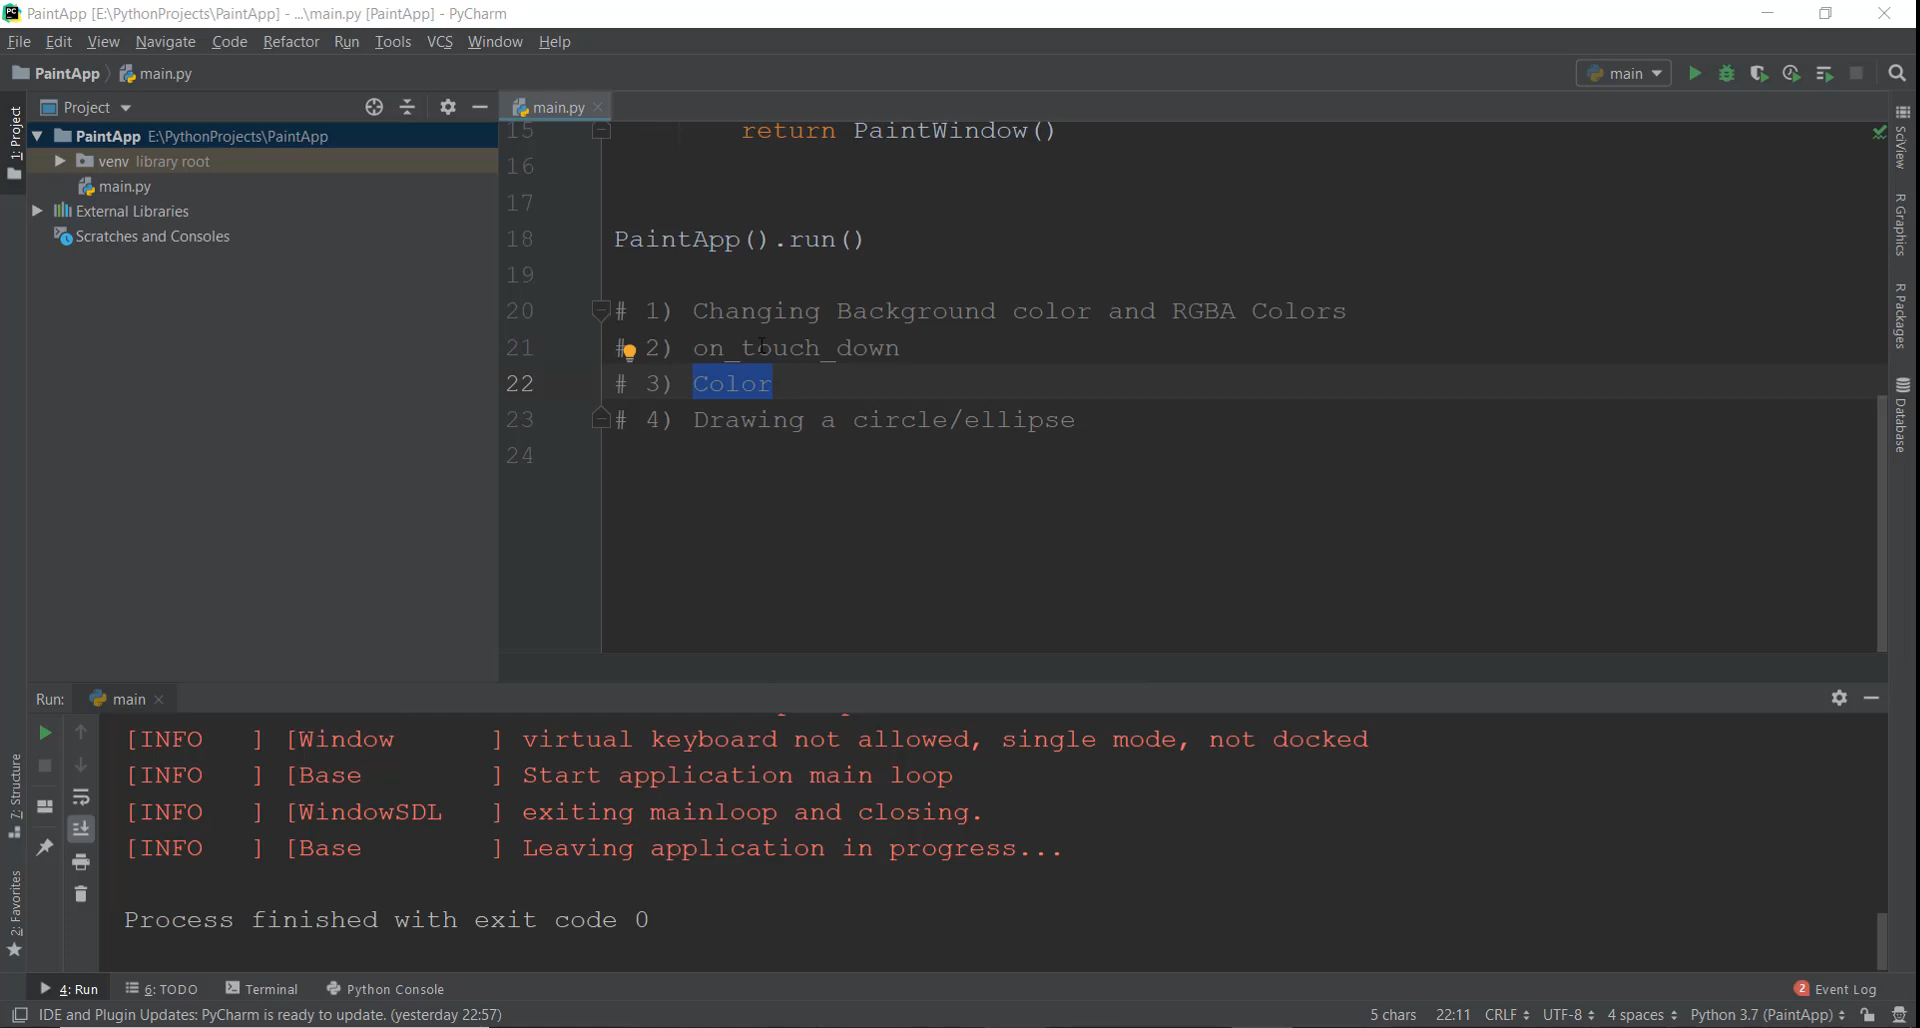 PaintApp [E:\PythonProjects\PaintApp] - ...\main.py [PaintApp] - PyCharm
File Edit View Navigate Code Refactor Run Tools VCS Window Help
PaintApp main.py main
Project main.py
1: Project
PaintApp E:\PythonProjects\PaintApp
venv library root
main.py
External Libraries
Scratches and Consoles
15 return PaintWindow()
16
17
18 PaintApp().run()
19
20 # 1) Changing Background color and RGBA Colors
21 # 2) on_touch_down
22 # 3) Color
23 # 4) Drawing a circle/ellipse
24
SciView
R Graphics
R Packages
Database
Run: main
[INFO ] [Window ] virtual keyboard not allowed, single mode, not docked
[INFO ] [Base ] Start application main loop
[INFO ] [WindowSDL ] exiting mainloop and closing.
[INFO ] [Base ] Leaving application in progress...
Process finished with exit code 0
7: Structure
2: Favorites
4: Run 6: TODO Terminal Python Console 2 Event Log
IDE and Plugin Updates: PyCharm is ready to update. (yesterday 22:57) 5 chars 22:11 CRLF UTF-8 4 spaces Python 3.7 (PaintApp)